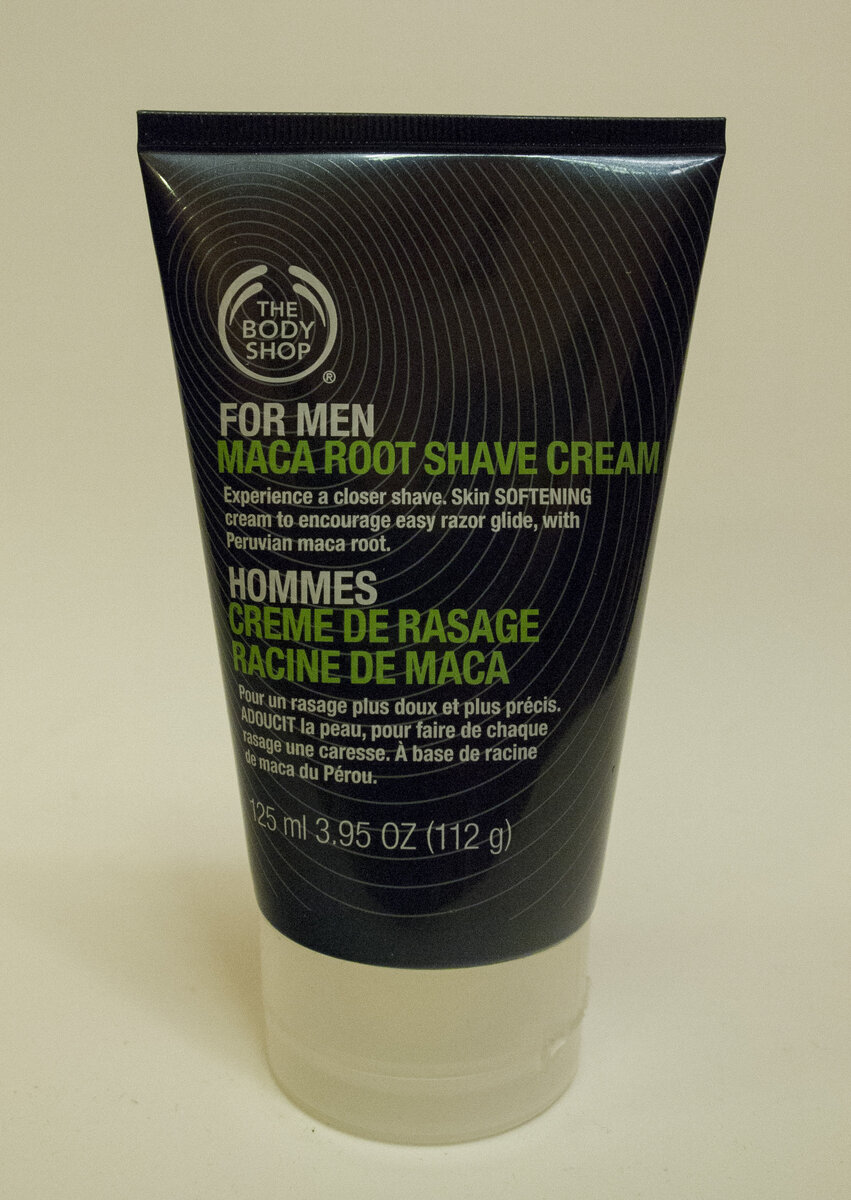 THE
BODY
SHOP
®
FOR MEN
MACA ROOT SHAVE CREAM
Experience a closer shave. Skin SOFTENING
cream to encourage easy razor glide, with
Peruvian maca root.
HOMMES
CREME DE RASAGE
RACINE DE MACA
Pour un rasage plus doux et plus précis.
ADOUCIT la peau, pour faire de chaque
rasage une caresse. À base de racine
de maca du Pérou.
125 ml 3.95 OZ (112 g)